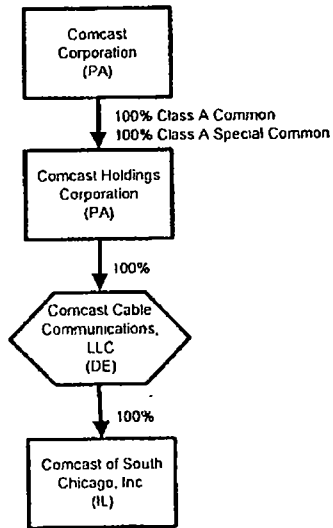 Comcast
Corporation
(PA)
100% Class A Common
100% Class A Special Common
Comcast Holdings
Corporation
(PA)
100%
Comcast Cable
Communications,
LLC
(DE)
100%
Comcast of South
Chicago, Inc
(IL)